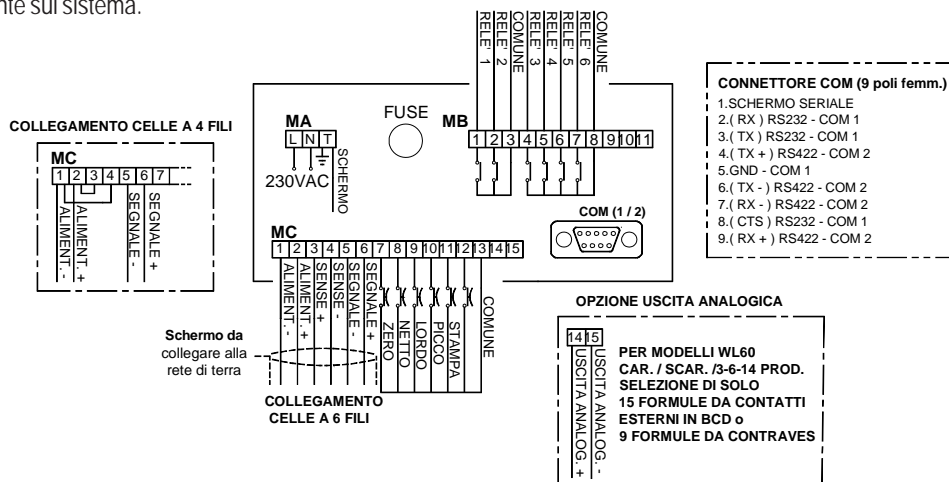 nte sul sistema.
RELE' 1
RELE' 2
COMUNE
RELE' 3
RELE' 4
RELE' 5
RELE' 6
COMUNE
CONNETTORE COM (9 poli femm.)
1.SCHERMO SERIALE
2.( RX ) RS232 - COM 1
3.( TX ) RS232 - COM 1
4.( TX + ) RS422 - COM 2
5.GND - COM 1
6.( TX - ) RS422 - COM 2
7.( RX - ) RS422 - COM 2
8.( CTS ) RS232 - COM 1
9.( RX + ) RS422 - COM 2
COLLEGAMENTO CELLE A 4 FILI
MC
1 2 3 4 5 6 7
ALIMENT. -
ALIMENT. +
SEGNALE -
SEGNALE +
MA
L N T
230VAC
SCHERMO
FUSE
MB
1 2 3 4 5 6 7 8 9 10 11
COM (1 / 2)
MC
1 2 3 4 5 6 7 8 9 10 11 12 13 14 15
ALIMENT. -
ALIMENT. +
SENSE +
SENSE -
SEGNALE -
SEGNALE +
ZERO
NETTO
LORDO
PICCO
STAMPA
COMUNE
Schermo da
collegare alla
rete di terra
COLLEGAMENTO
CELLE A 6 FILI
OPZIONE USCITA ANALOGICA
14 15
USCITA ANALOG. +
USCITA ANALOG. -
PER MODELLI WL60
CAR. / SCAR. /3-6-14 PROD.
SELEZIONE DI SOLO
15 FORMULE DA CONTATTI
ESTERNI IN BCD o
9 FORMULE DA CONTRAVES